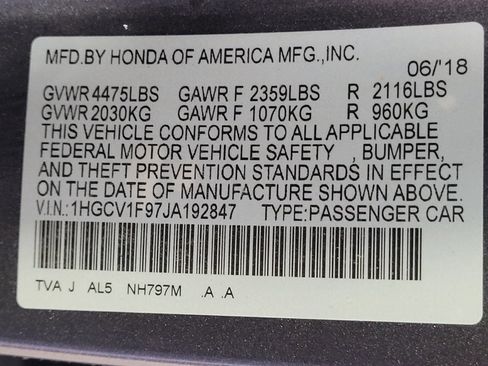 MFD.BY HONDA OF AMERICA MFG.,INC.
06/'18
GVWR 4475LBS GAWR F 2359LBS R 2116LBS
GVWR 2030KG GAWR F 1070KG R 960KG
THIS VEHICLE CONFORMS TO ALL APPLICABLE
FEDERAL MOTOR VEHICLE SAFETY , BUMPER,
AND THEFT PREVENTION STANDARDS IN EFFECT
ON THE DATE OF MANUFACTURE SHOWN ABOVE.
V.I.N.:1HGCV1F97JA192847 TYPE:PASSENGER CAR
TVA J AL5 NH797M .A .A